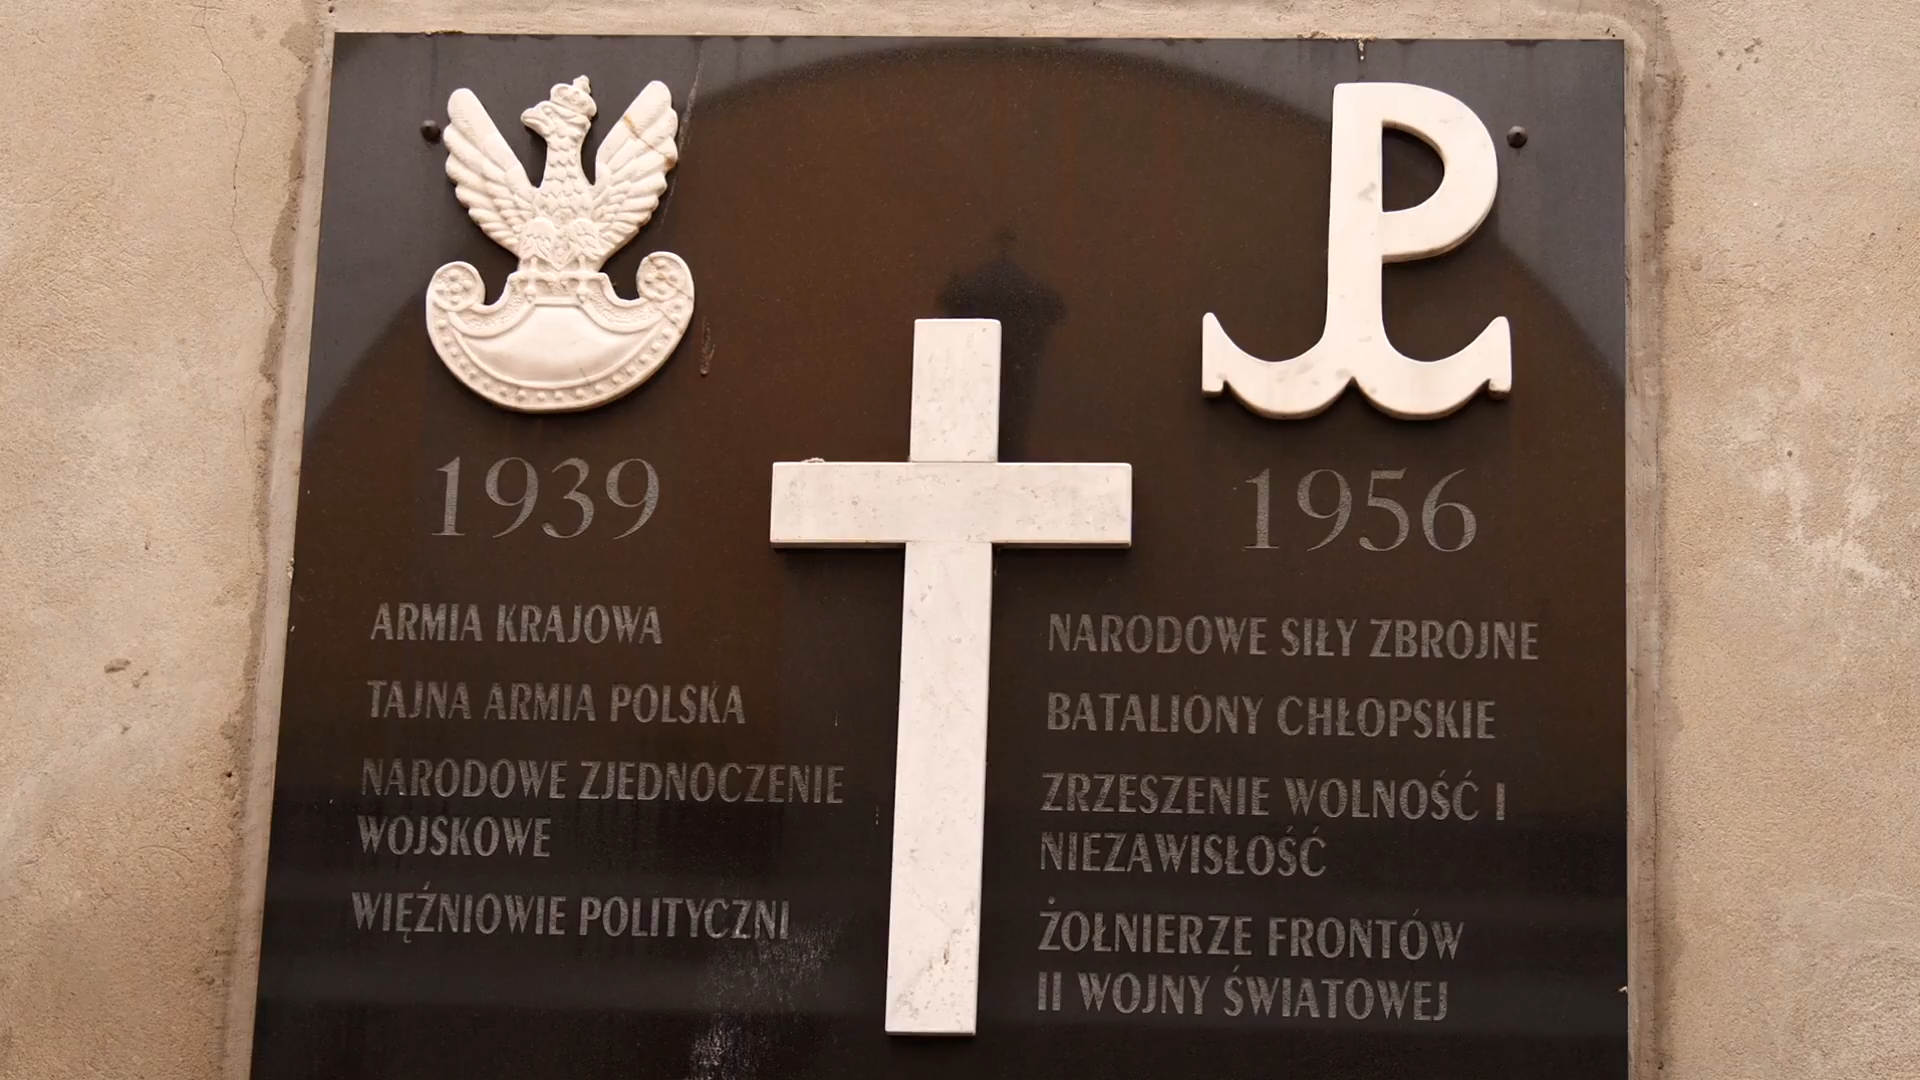 1939
ARMIA KRAJOWA
TAJNA ARMIA POLSKA
NARODOWE ZJEDNOCZENIE
WOJSKOWE
WIĘŹNIOWIE POLITYCZNI
1956
NARODOWE SIŁY ZBROJNE
BATALIONY CHŁOPSKIE
ZRZESZENIE WOLNOŚĆ I
NIEZAWISŁOŚĆ
ŻOŁNIERZE FRONTÓW
II WOJNY ŚWIATOWEJ